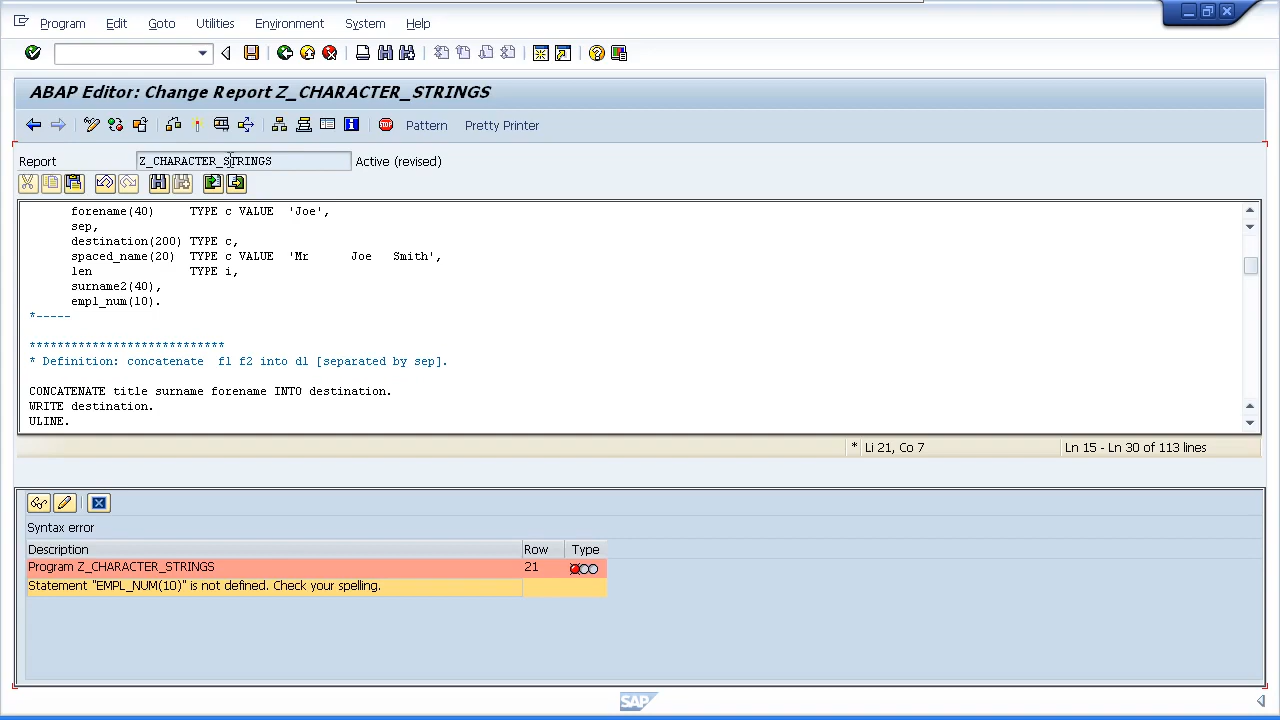 Program Edit Goto Utilities Environment System Help
ABAP Editor: Change Report Z_CHARACTER_STRINGS
Pattern Pretty Printer
Report Z_CHARACTER_STRINGS Active (revised)
forename(40) TYPE c VALUE 'Joe',
sep,
destination(200) TYPE c,
spaced_name(20) TYPE c VALUE 'Mr Joe Smith',
len TYPE i,
surname2(40),
empl_num(10).
*-----
****************************
* Definition: concatenate f1 f2 into d1 [separated by sep].
CONCATENATE title surname forename INTO destination.
WRITE destination.
ULINE.
* Li 21, Co 7 Ln 15 - Ln 30 of 113 lines
Syntax error
Description Row Type
Program Z_CHARACTER_STRINGS 21
Statement "EMPL_NUM(10)" is not defined. Check your spelling.
SAP